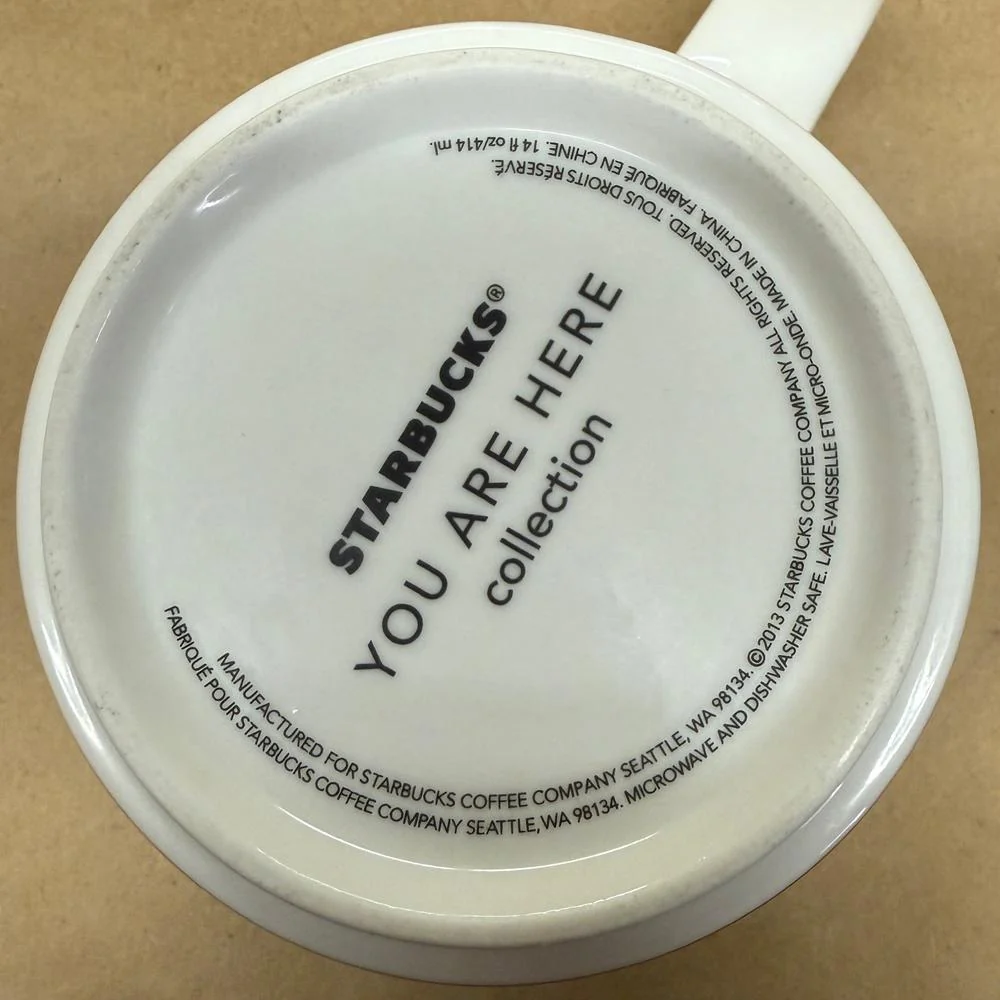 STARBUCKS®
YOU ARE HERE
collection
MANUFACTURED FOR STARBUCKS COFFEE COMPANY SEATTLE, WA 98134. ©2013 STARBUCKS COFFEE COMPANY ALL RIGHTS RESERVED. TOUS DROITS RÉSERVÉ.
FABRIQUÉ POUR STARBUCKS COFFEE COMPANY SEATTLE, WA 98134. MICROWAVE AND DISHWASHER SAFE. LAVE-VAISSELLE ET MICRO-ONDE. MADE IN CHINA. FABRIQUÉ EN CHINE. 14 fl oz/414 ml.